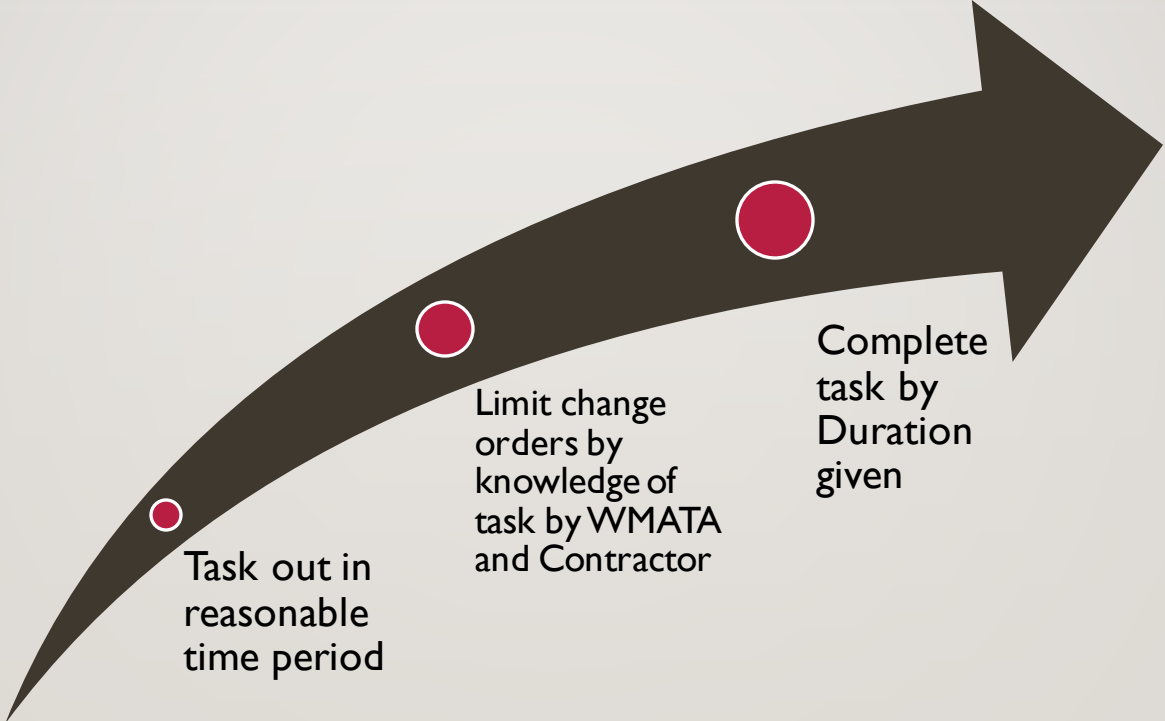 Task out in
reasonable
time period
Limit change
orders by
knowledge of
task by WMATA
and Contractor
Complete
task by
Duration
given